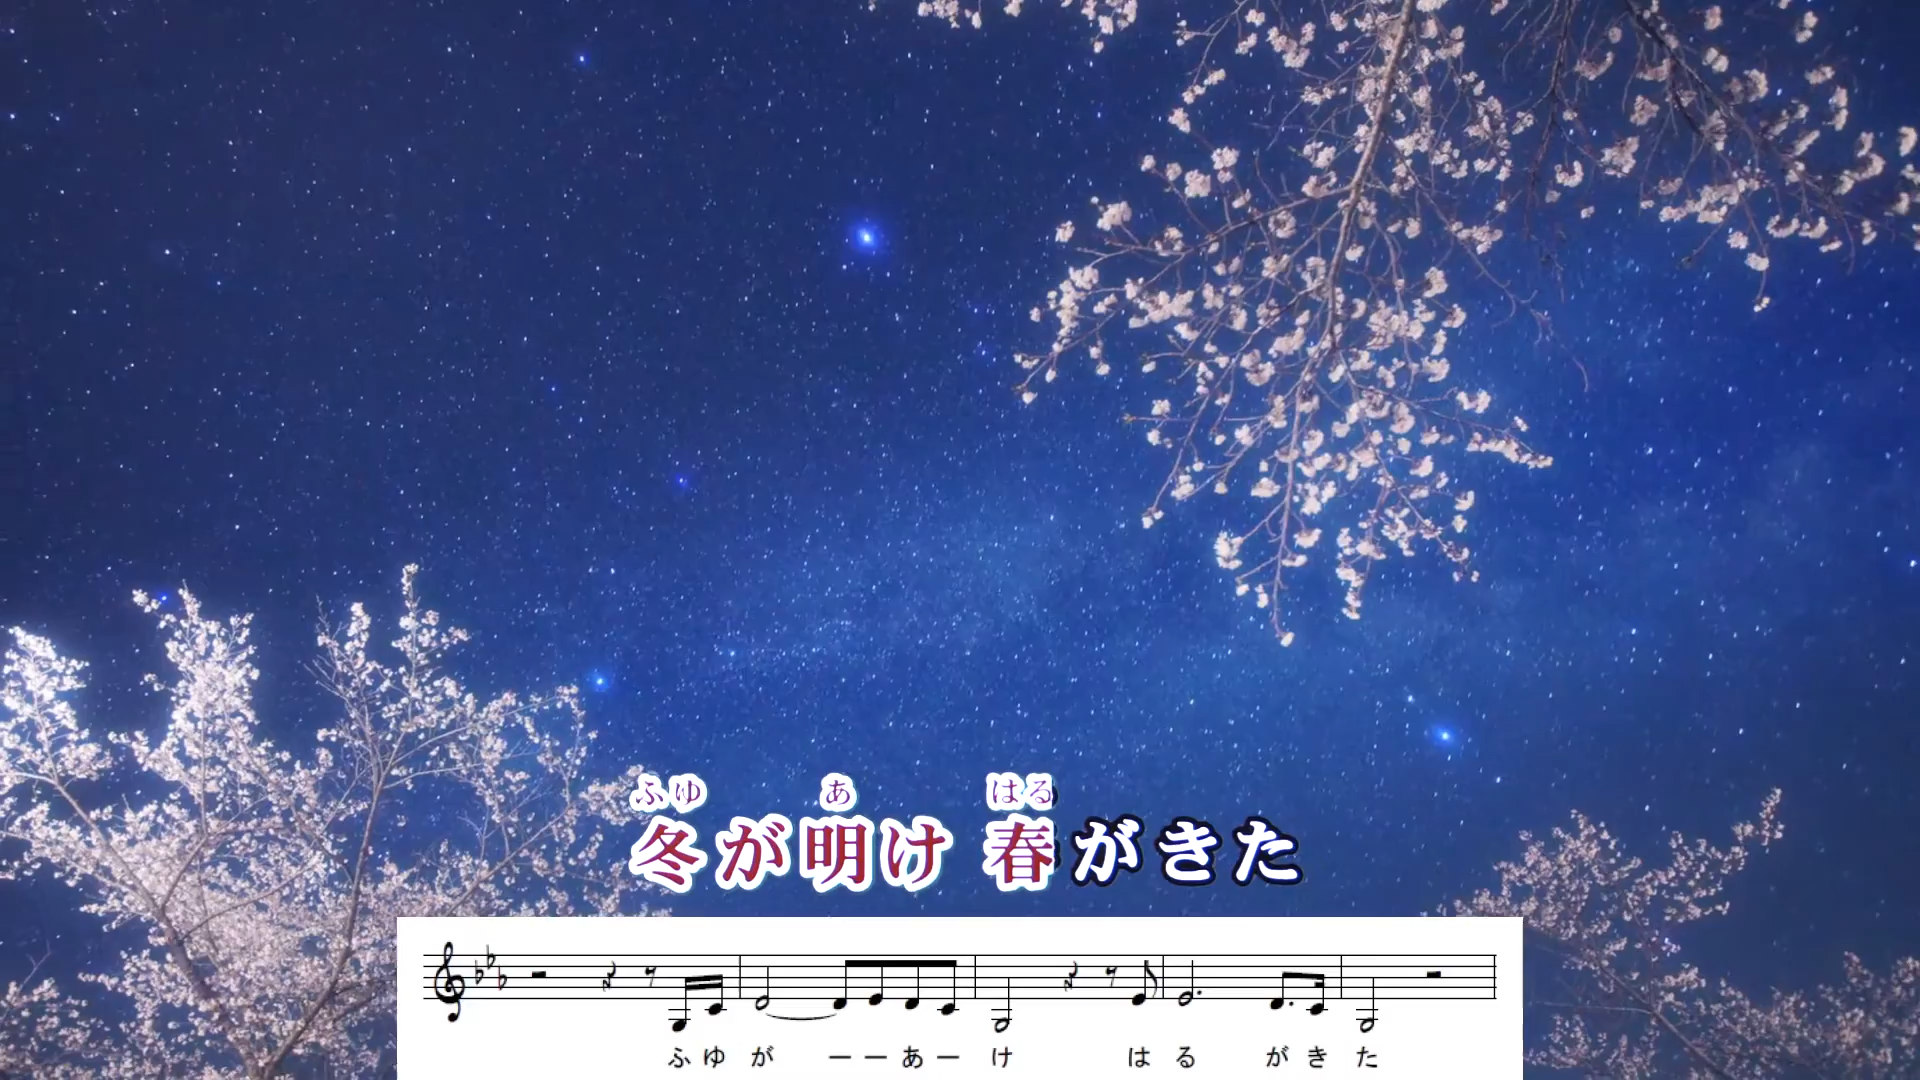 ふゆ あ はる
冬が明け 春がきた
ふ ゆ が ー ー あ ー け は る が き た